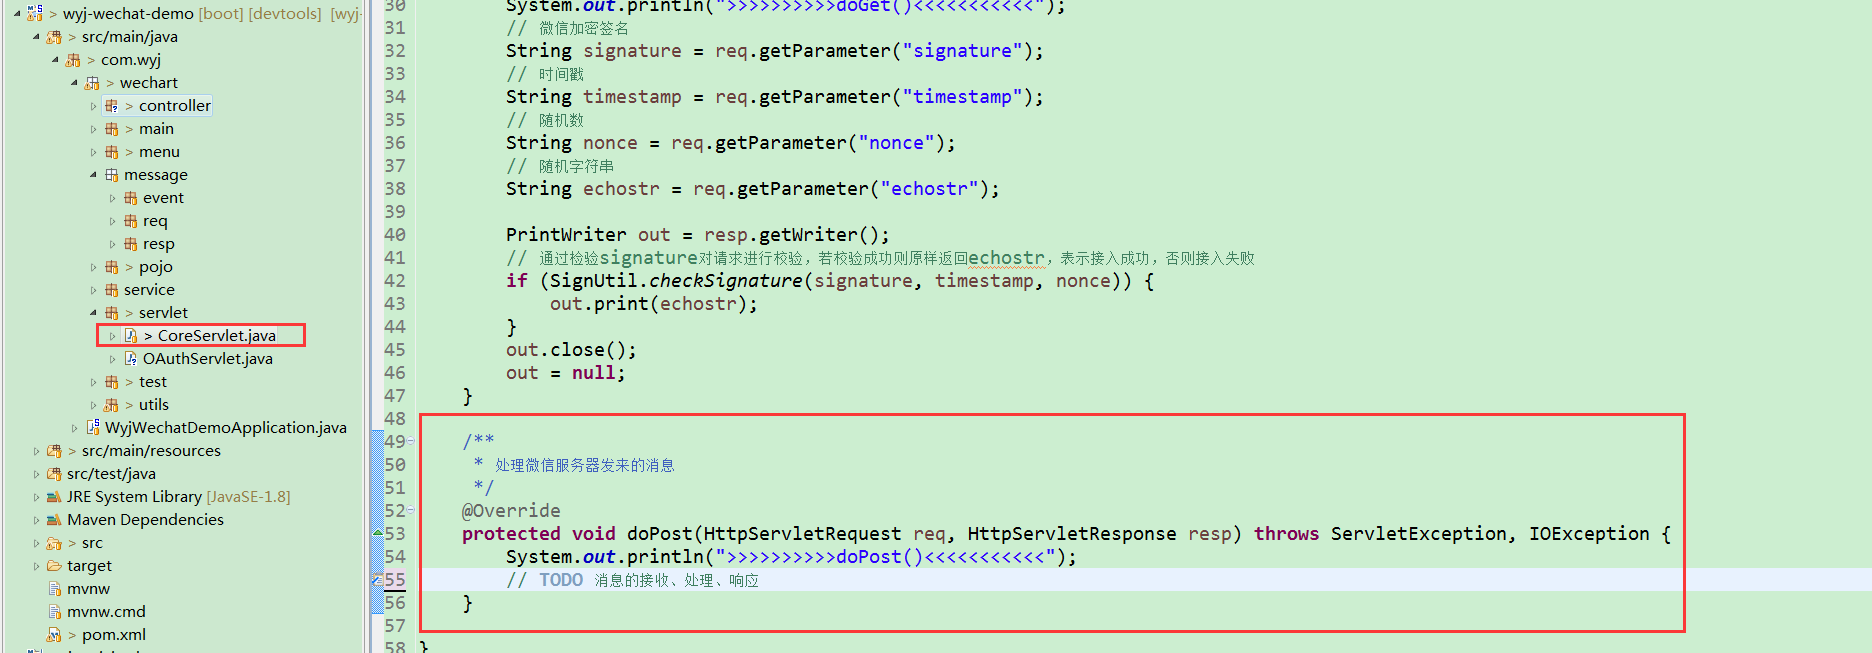 > wyj-wechat-demo [boot] [devtools] [wyj-
> src/main/java
> com.wyj
> wechart
> controller
> main
> menu
message
> event
> req
> resp
> pojo
service
> servlet
> CoreServlet.java
OAuthServlet.java
> test
> utils
WyjWechatDemoApplication.java
> src/main/resources
src/test/java
JRE System Library [JavaSE-1.8]
Maven Dependencies
> src
target
mvnw
mvnw.cmd
> pom.xml
30 System.out.println(">>>>>>>>>>doGet()<<<<<<<<<<<");
31 // 微信加密签名
32 String signature = req.getParameter("signature");
33 // 时间戳
34 String timestamp = req.getParameter("timestamp");
35 // 随机数
36 String nonce = req.getParameter("nonce");
37 // 随机字符串
38 String echostr = req.getParameter("echostr");
39
40 PrintWriter out = resp.getWriter();
41 // 通过检验signature对请求进行校验，若校验成功则原样返回echostr，表示接入成功，否则接入失败
42 if (SignUtil.checkSignature(signature, timestamp, nonce)) {
43 out.print(echostr);
44 }
45 out.close();
46 out = null;
47 }
48
49 /**
50 * 处理微信服务器发来的消息
51 */
52 @Override
53 protected void doPost(HttpServletRequest req, HttpServletResponse resp) throws ServletException, IOException {
54 System.out.println(">>>>>>>>>>doPost()<<<<<<<<<<<");
55 // TODO 消息的接收、处理、响应
56 }
57
58 }